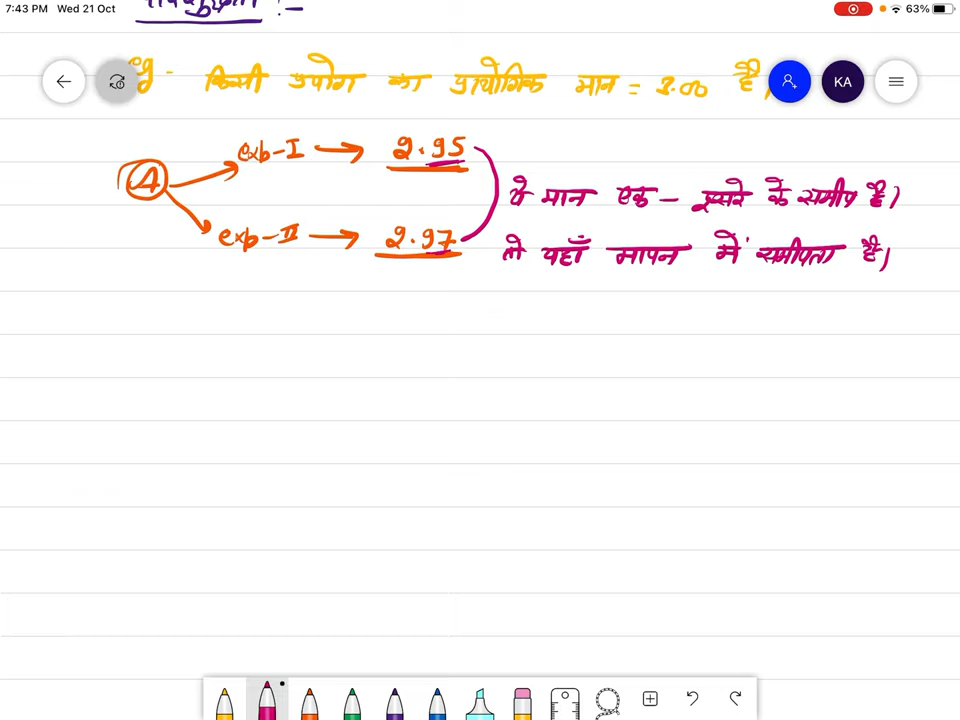 7:43 PM Wed 21 Oct 63%
eg - किसी उपयोग का प्रायोगिक मान = 3.00 है,
KA
A exp-I → 2.95
ये मान एक - दूसरे के समीप है।
exp-II → 2.97
तो यहाँ मापन में समीपता है।